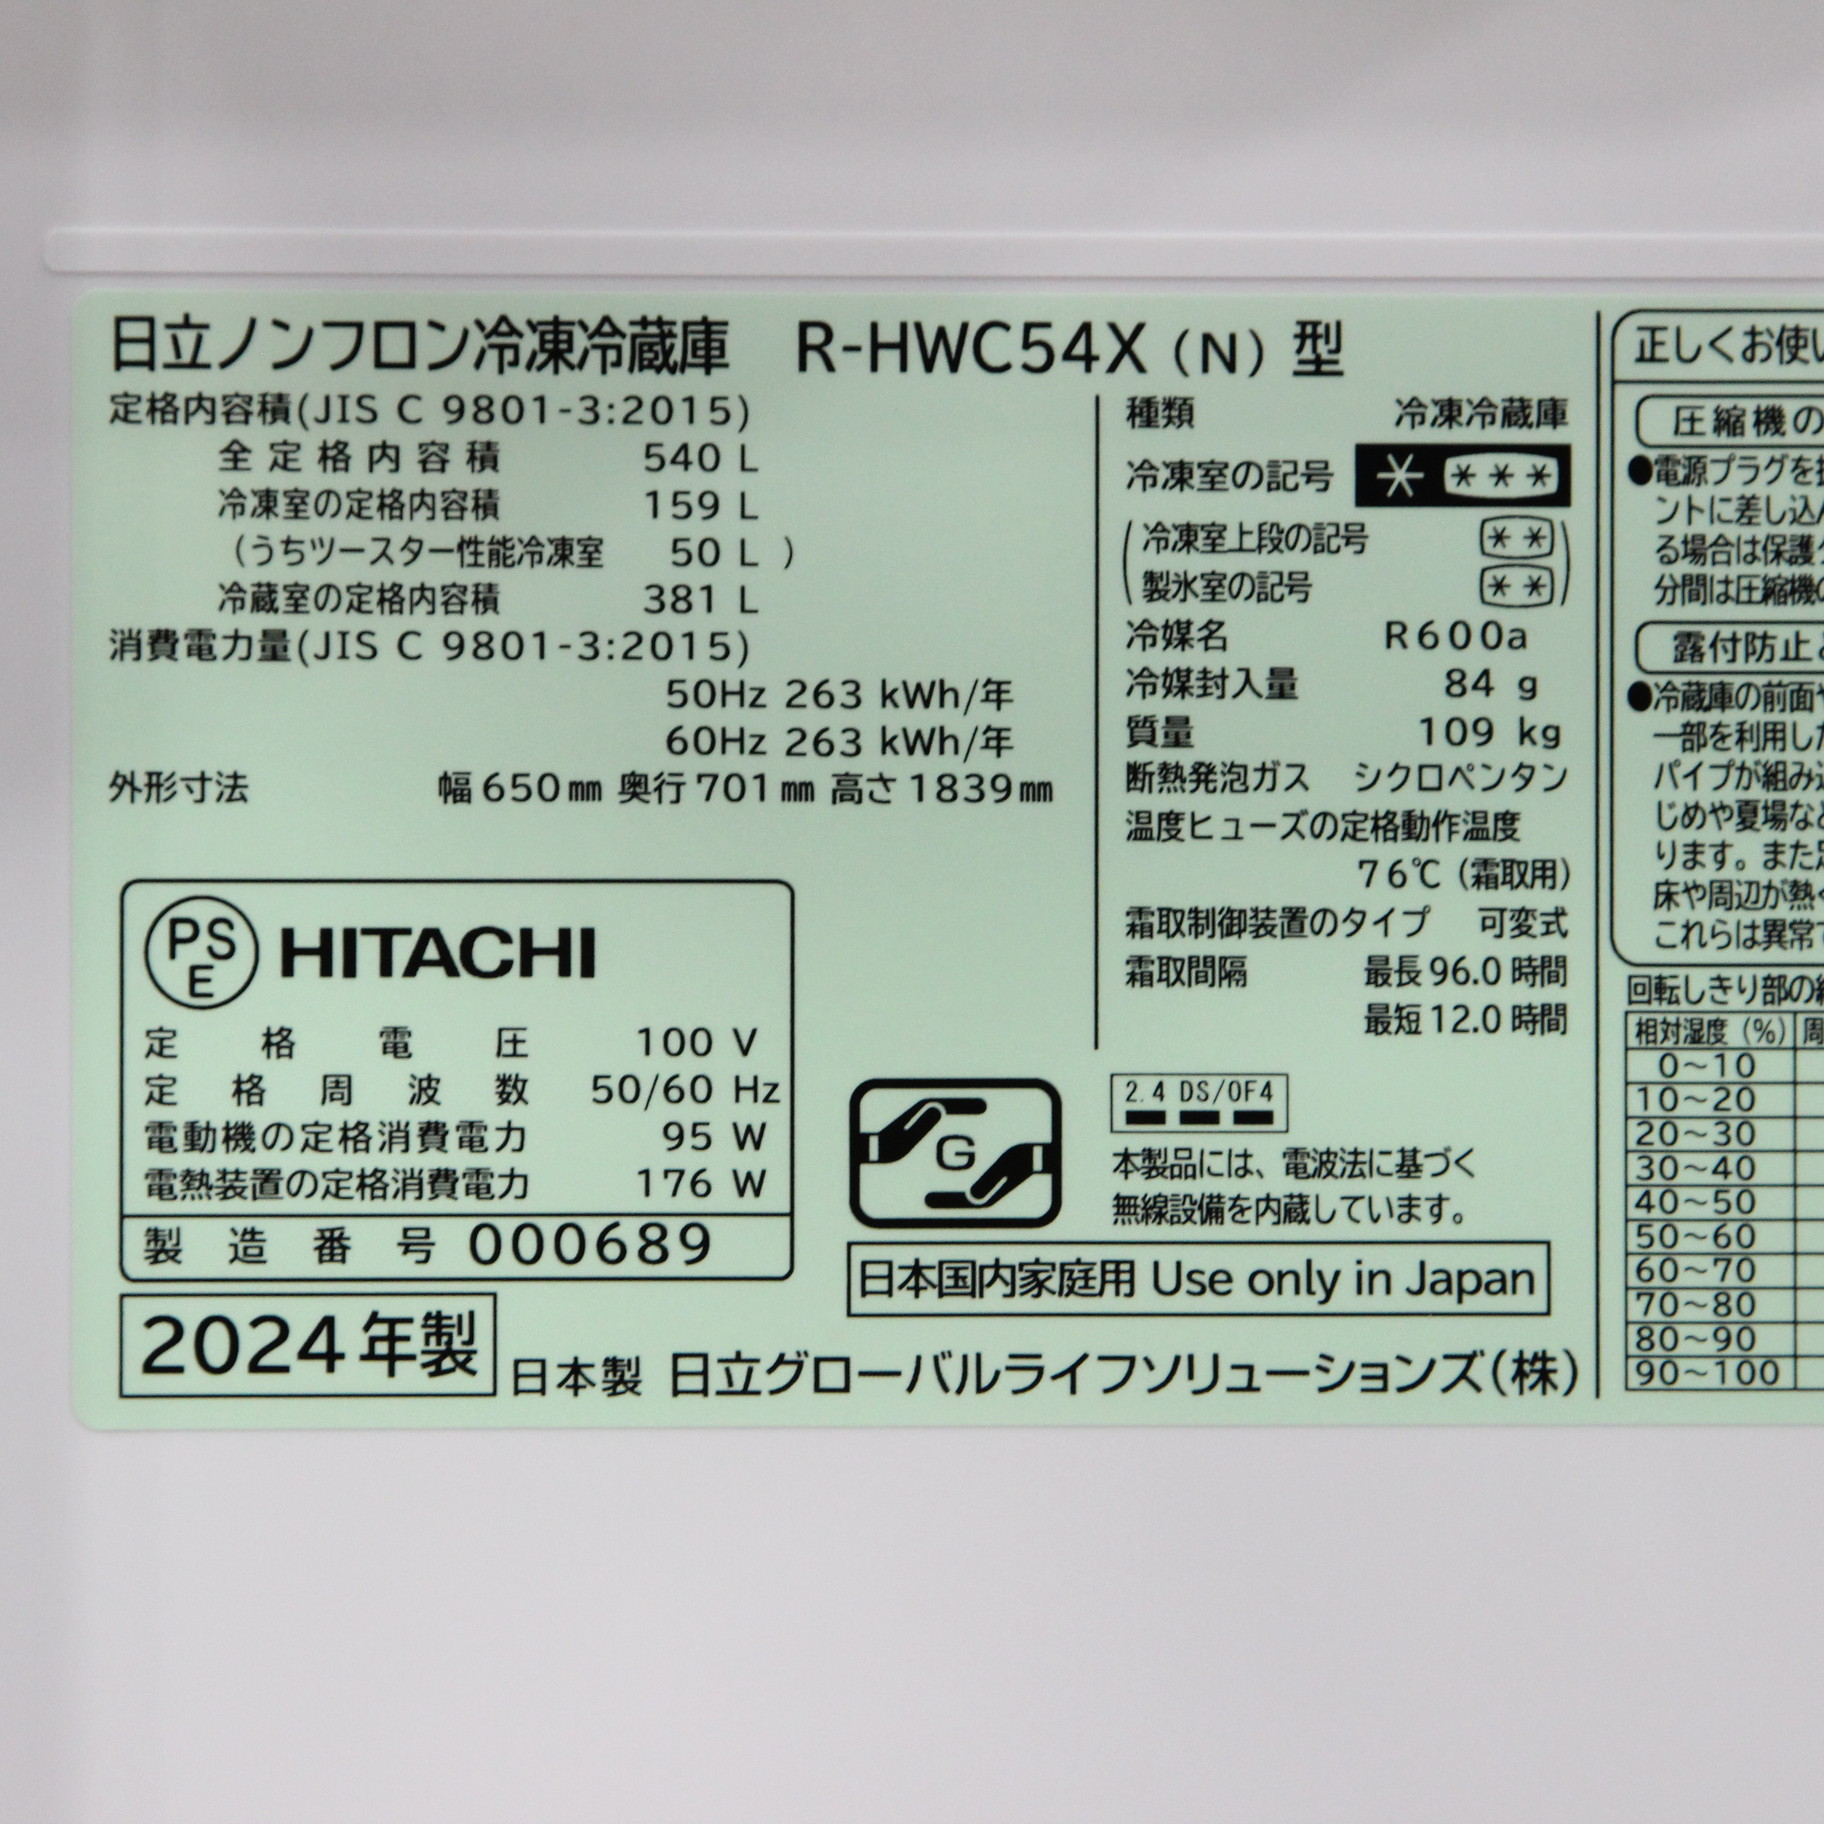 日立ノンフロン冷凍冷蔵庫 R-HWC54X (N) 型
定格内容積(JIS C 9801-3:2015)
全定格内容積 540 L
冷凍室の定格内容積 159 L
(うちツースター性能冷凍室 50 L )
冷蔵室の定格内容積 381 L
消費電力量(JIS C 9801-3:2015)
50Hz 263 kWh/年
60Hz 263 kWh/年
外形寸法 幅650㎜ 奥行701㎜ 高さ1839㎜
PSE HITACHI
定格電圧 100 V
定格周波数 50/60 Hz
電動機の定格消費電力 95 W
電熱装置の定格消費電力 176 W
製造番号 000689
2024年製
日本製 日立グローバルライフソリューションズ(株)
種類 冷凍冷蔵庫
冷凍室の記号 * ***
(冷凍室上段の記号 **
製氷室の記号 **)
冷媒名 R600a
冷媒封入量 84 g
質量 109 kg
断熱発泡ガス シクロペンタン
温度ヒューズの定格動作温度
76℃(霜取用)
霜取制御装置のタイプ 可変式
霜取間隔 最長96.0時間
最短12.0時間
G
2.4 DS/OF4
本製品には、電波法に基づく
無線設備を内蔵しています。
日本国内家庭用 Use only in Japan
正しくお使い
圧縮機の
●電源プラグを
ントに差し込
る場合は保護
分間は圧縮機の
露付防止と
●冷蔵庫の前面や
一部を利用した
パイプが組み込
じめや夏場など
ります。また
床や周辺が熱く
これらは異常で
回転しきり部の
相対湿度(%) 周
0～10
10～20
20～30
30～40
40～50
50～60
60～70
70～80
80～90
90～100